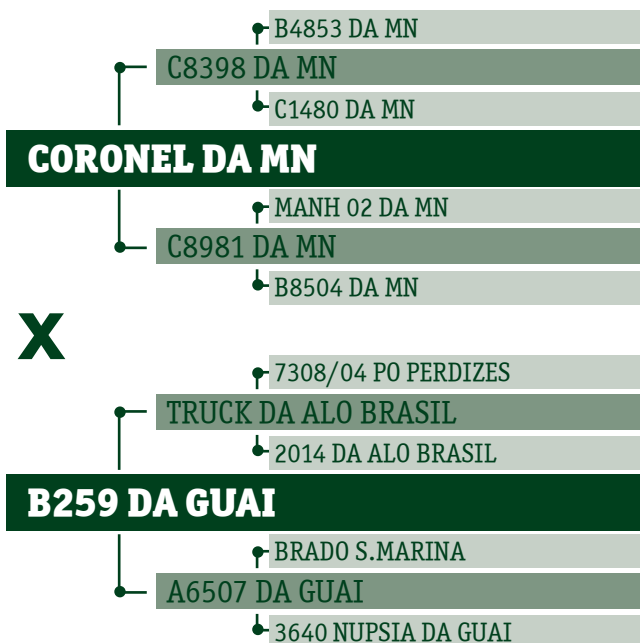 B4853 DA MN
C8398 DA MN
C1480 DA MN
CORONEL DA MN
MANH 02 DA MN
C8981 DA MN
B8504 DA MN
X
7308/04 PO PERDIZES
TRUCK DA ALO BRASIL
2014 DA ALO BRASIL
B259 DA GUAI
BRADO S.MARINA
A6507 DA GUAI
3640 NUPSIA DA GUAI